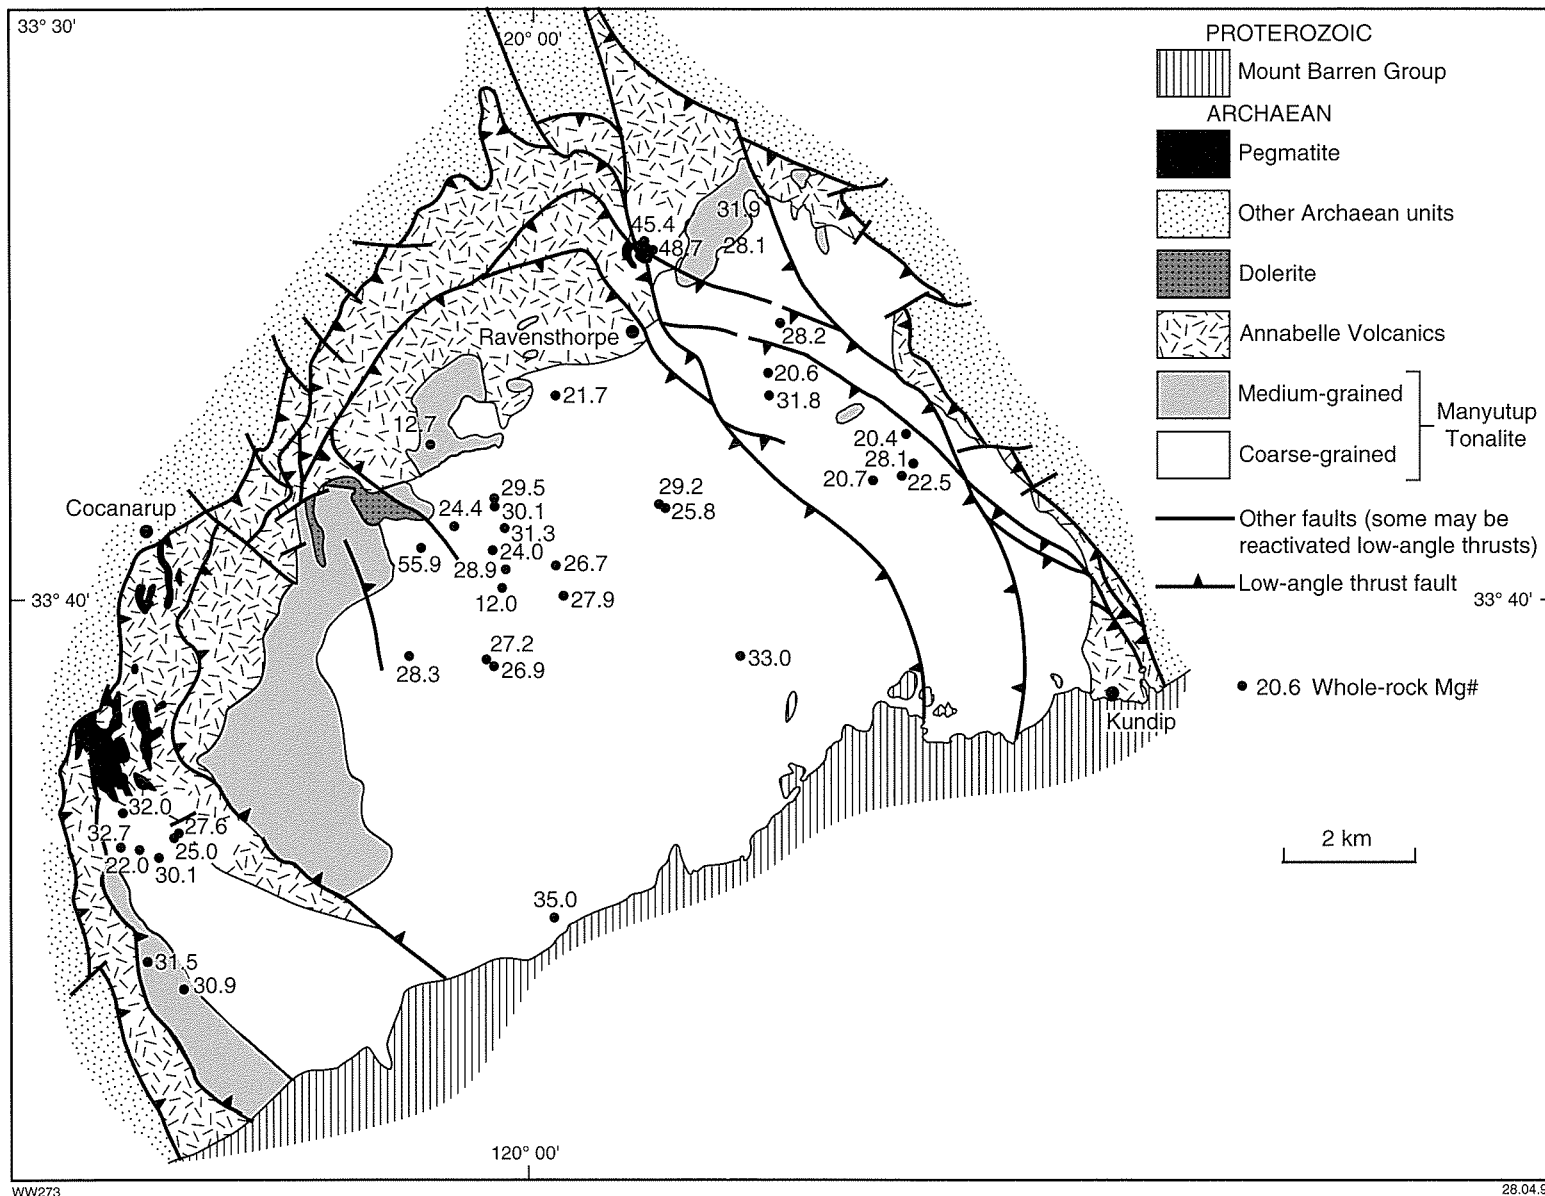 33° 30'
20° 00'
PROTEROZOIC
Mount Barren Group
ARCHAEAN
Pegmatite
Other Archaean units
Dolerite
Annabelle Volcanics
Medium-grained
Coarse-grained
Manyutup
Tonalite
Other faults (some may be
reactivated low-angle thrusts)
Low-angle thrust fault
33° 40'
20.6 Whole-rock Mg#
2 km
31.9
45.4
48.7
28.1
Ravensthorpe
28.2
20.6
31.8
21.7
12.7
20.4
28.1
20.7
22.5
Cocanarup
29.5
29.2
24.4
30.1
25.8
31.3
24.0
55.9
28.9
26.7
33° 40'
12.0
27.9
27.2
28.3
26.9
33.0
Kundip
32.0
32.7
27.6
22.0
25.0
30.1
35.0
31.5
30.9
120° 00'
WW273
28.04.9